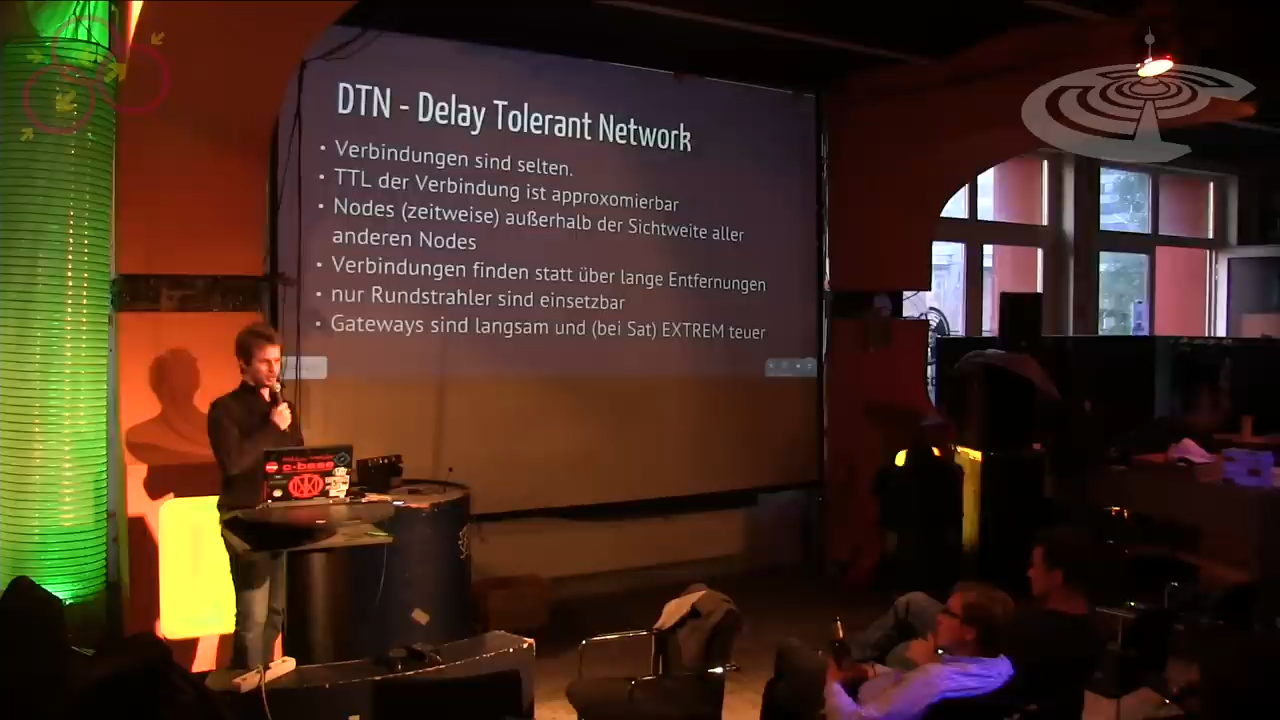 DTN - Delay Tolerant Network
• Verbindungen sind selten.
• TTL der Verbindung ist approxomierbar
• Nodes (zeitweise) außerhalb der Sichtweite aller
anderen Nodes
• Verbindungen finden statt über lange Entfernungen
• nur Rundstrahler sind einsetzbar
• Gateways sind langsam und (bei Sat) EXTREM teuer
c-base